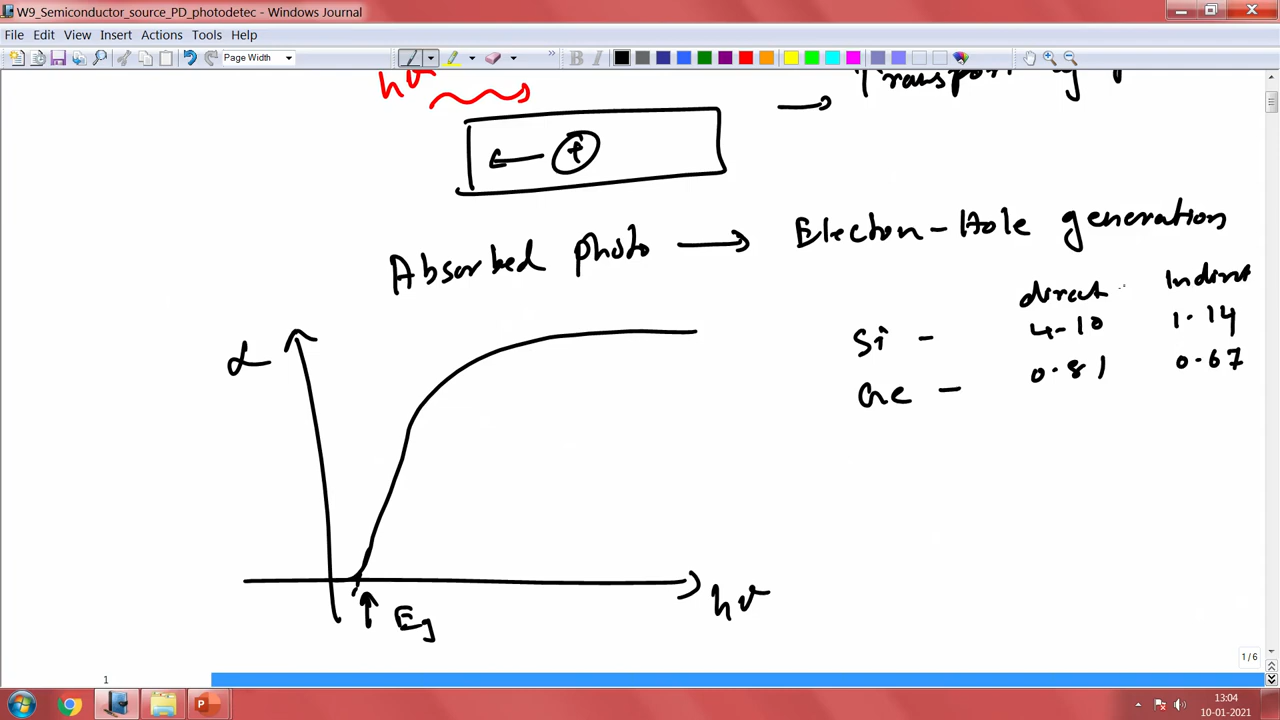 W9_Semiconductor_source_PD_photodetec - Windows Journal
File Edit View Insert Actions Tools Help
Page Width
hν
Transport
+
Absorbed photo → Electon-Hole generation
direct Indirect
Si - 4.10 1.14
Ge - 0.81 0.67
α
hν
Eg
1/6
1
13:04
10-01-2021